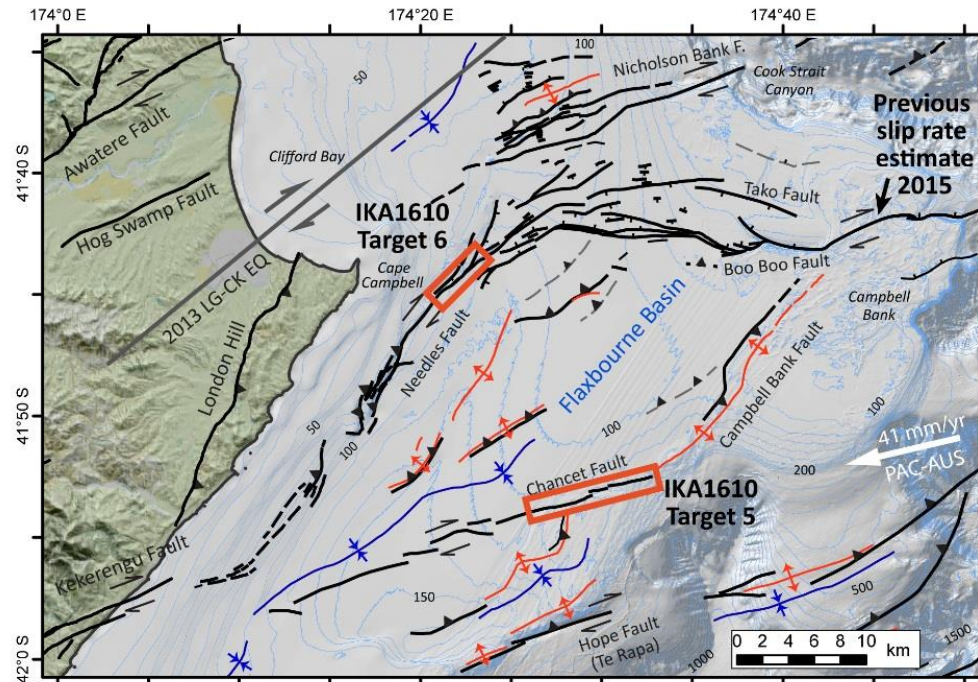 174°0' E
174°20' E
174°40' E
100
Nicholson Bank F.
50
Cook Strait
Canyon
Previous
slip rate
estimate
2015
Awatere Fault
Clifford Bay
41°40 S
Hog Swamp Fault
IKA1610
Target 6
Tako Fault
Cape
Campbell
Boo Boo Fault
2013 LG-CK EQ
Campbell
Bank
London Hill
Needles Fault
Flaxbourne Basin
Campbell Bank Fault
41°50 S
50
100
100
100
41 mm/yr
PAC-AUS
200
Chancet Fault
IKA1610
Target 5
Kekerengu Fault
150
500
Hope Fault
(Te Rapa)
1000
1500
0 2 4 6 8 10
km
42°0 S